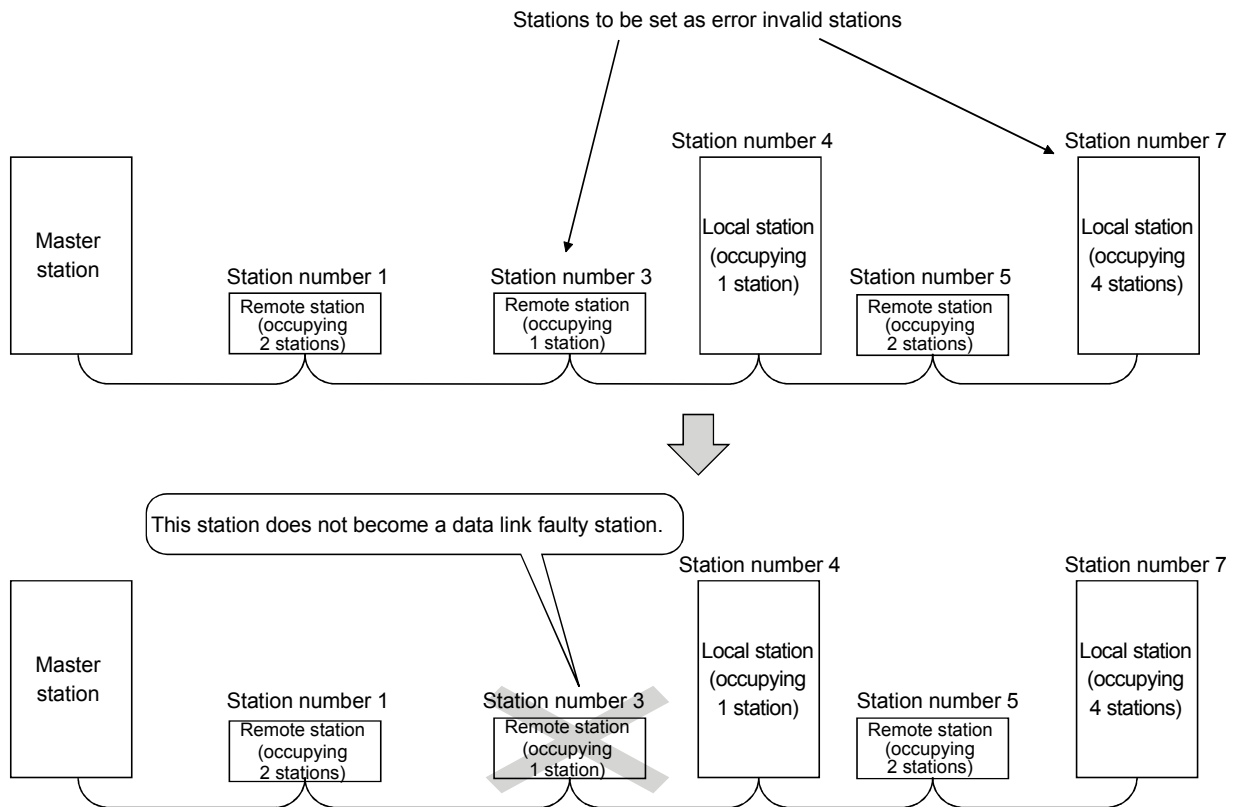 Stations to be set as error invalid stations
Station number 4
Station number 7
Master
station
Station number 1
Remote station
(occupying
2 stations)
Station number 3
Remote station
(occupying
1 station)
Local station
(occupying
1 station)
Station number 5
Remote station
(occupying
2 stations)
Local station
(occupying
4 stations)
This station does not become a data link faulty station.
Station number 4
Station number 7
Master
station
Station number 1
Remote station
(occupying
2 stations)
Station number 3
Remote station
(occupying
1 station)
Local station
(occupying
1 station)
Station number 5
Remote station
(occupying
2 stations)
Local station
(occupying
4 stations)